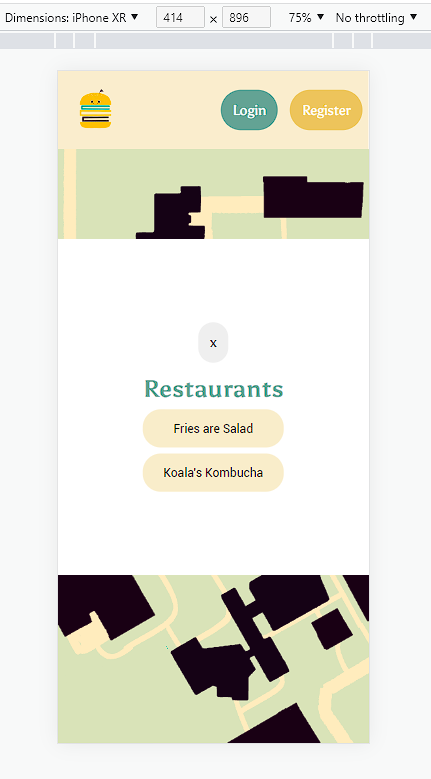 Dimensions: iPhone XR ▼ 414 × 896 75% ▼ No throttling ▼
Login Register
x
Restaurants
Fries are Salad
Koala's Kombucha